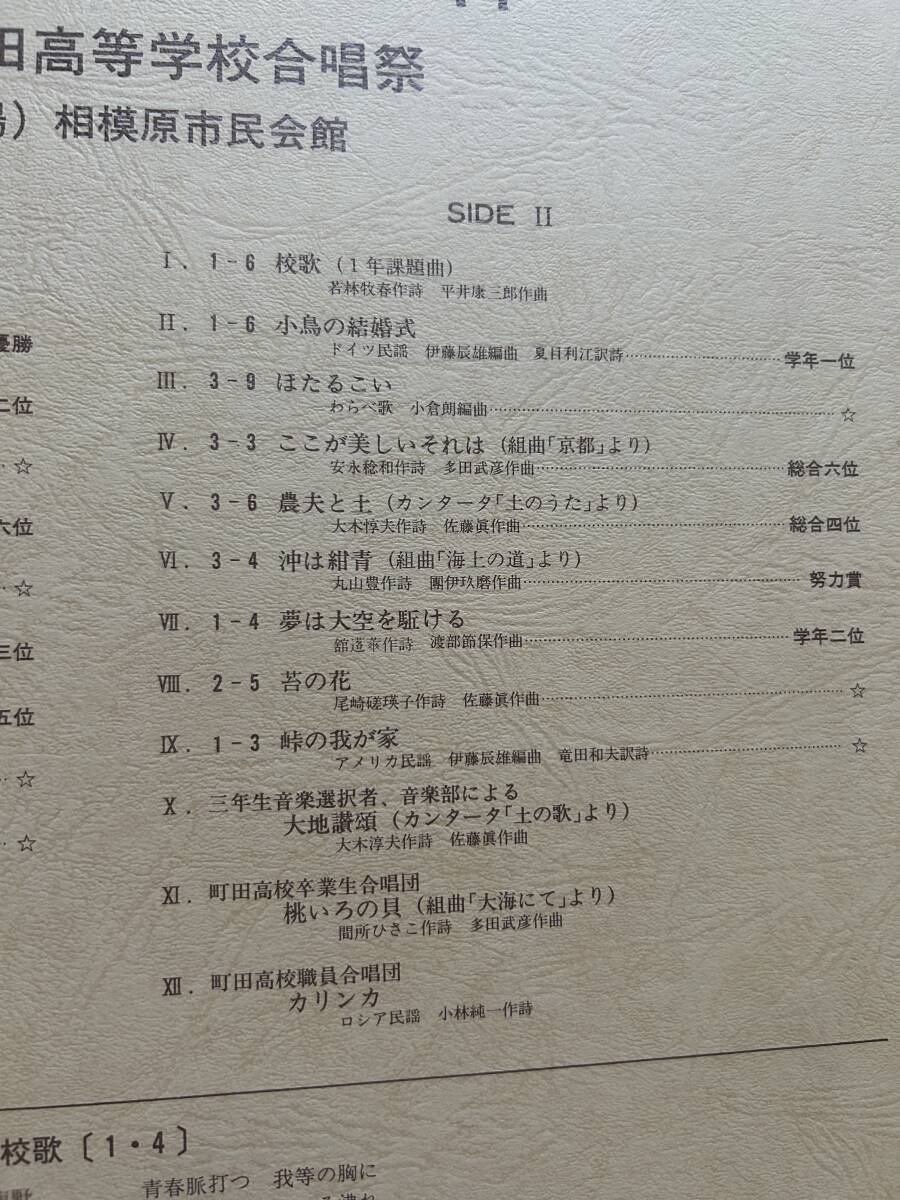 田高等学校合唱祭
場) 相模原市民会館
SIDE II
I. 1-6 校歌 (1年課題曲)
若林牧春作詩 平井康三郎作曲
II. 1-6 小鳥の結婚式
ドイツ民謡 伊藤辰雄編曲 夏目利江訳詩………… 学年一位
III. 3-9 ほたるこい
わらべ歌 小倉朗編曲………… ☆
IV. 3-3 ここが美しいそれは (組曲「京都」より)
安永稔和作詩 多田武彦作曲………… 総合六位
V. 3-6 農夫と土 (カンタータ「土のうた」より)
大木惇夫作詩 佐藤眞作曲………… 総合四位
VI. 3-4 沖は紺青 (組曲「海上の道」より)
丸山豊作詩 團伊玖磨作曲………… 努力賞
VII. 1-4 夢は大空を駈ける
作詩 渡部節保作曲………… 学年二位
VIII. 2-5 苔の花
尾崎磋瑛子作詩 佐藤眞作曲………… ☆
IX. 1-3 峠の我が家
アメリカ民謡 伊藤辰雄編曲 竜田和夫訳詩………… ☆
X. 三年生音楽選択者、音楽部による
大地讃頌 (カンタータ「土の歌」より)
大木淳夫作詩 佐藤眞作曲
XI. 町田高校卒業生合唱団
桃いろの貝 (組曲「大海にて」より)
間所ひさこ作詩 多田武彦作曲
XII. 町田高校職員合唱団
カリンカ
ロシア民謡 小林純一作詩
優勝
二位
☆
六位
☆
三位
五位
☆
☆
校歌〔1・4〕
青春脈打つ 我等の胸に